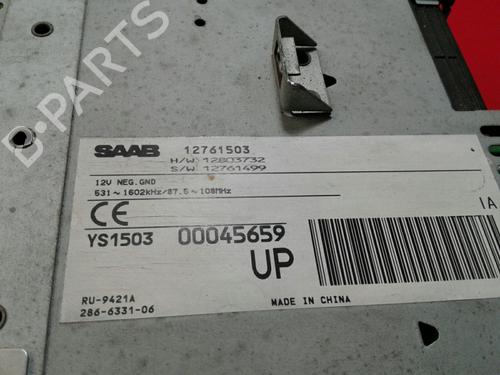 D-PARTS
SAAB 12761503
H/W 12803732
S/W 12761499
12V NEG.GND
531 ~ 1602kHz/87.5 ~ 108MHz
CE IA
YS1503 00045659
UP
RU-9421A
286-6331-06
MADE IN CHINA